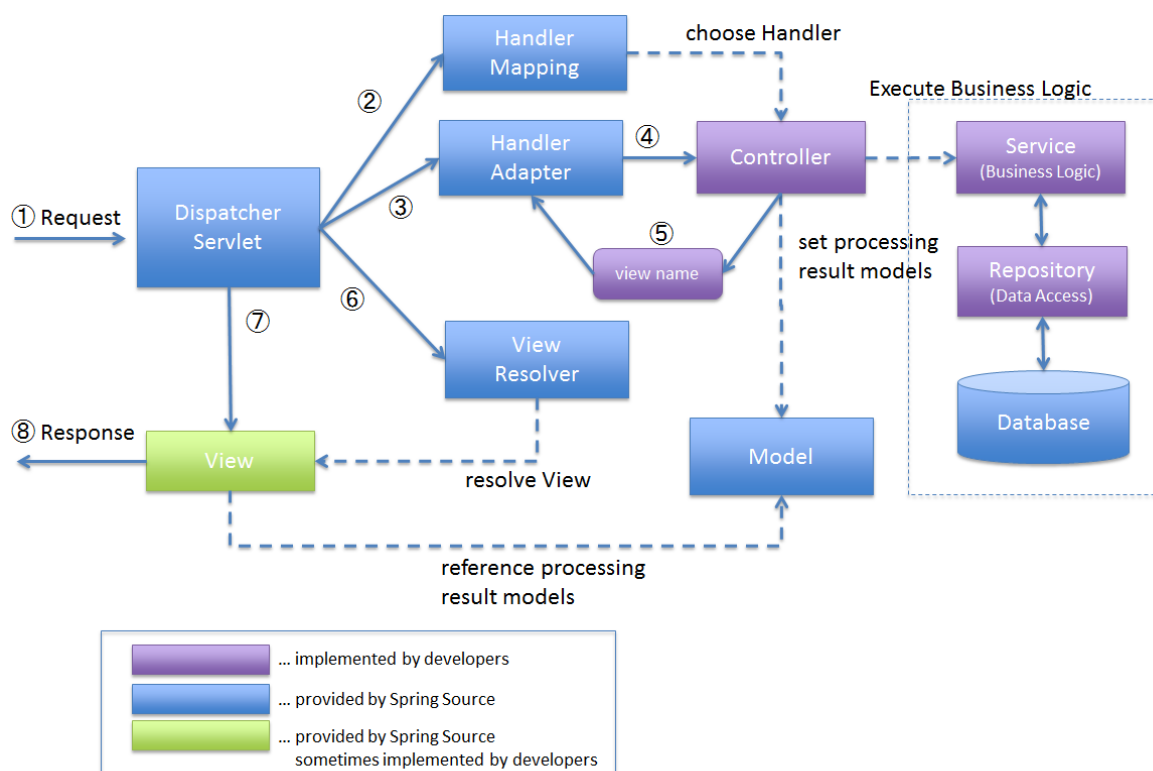 Handler
Mapping
choose Handler
②
Execute Business Logic
Handler
Adapter
④
Controller
Service
(Business Logic)
① Request
Dispatcher
Servlet
③
⑤
view name
set processing
result models
Repository
(Data Access)
⑥
⑦
View
Resolver
Database
⑧ Response
View
resolve View
Model
reference processing
result models
... implemented by developers
... provided by Spring Source
... provided by Spring Source
sometimes implemented by developers